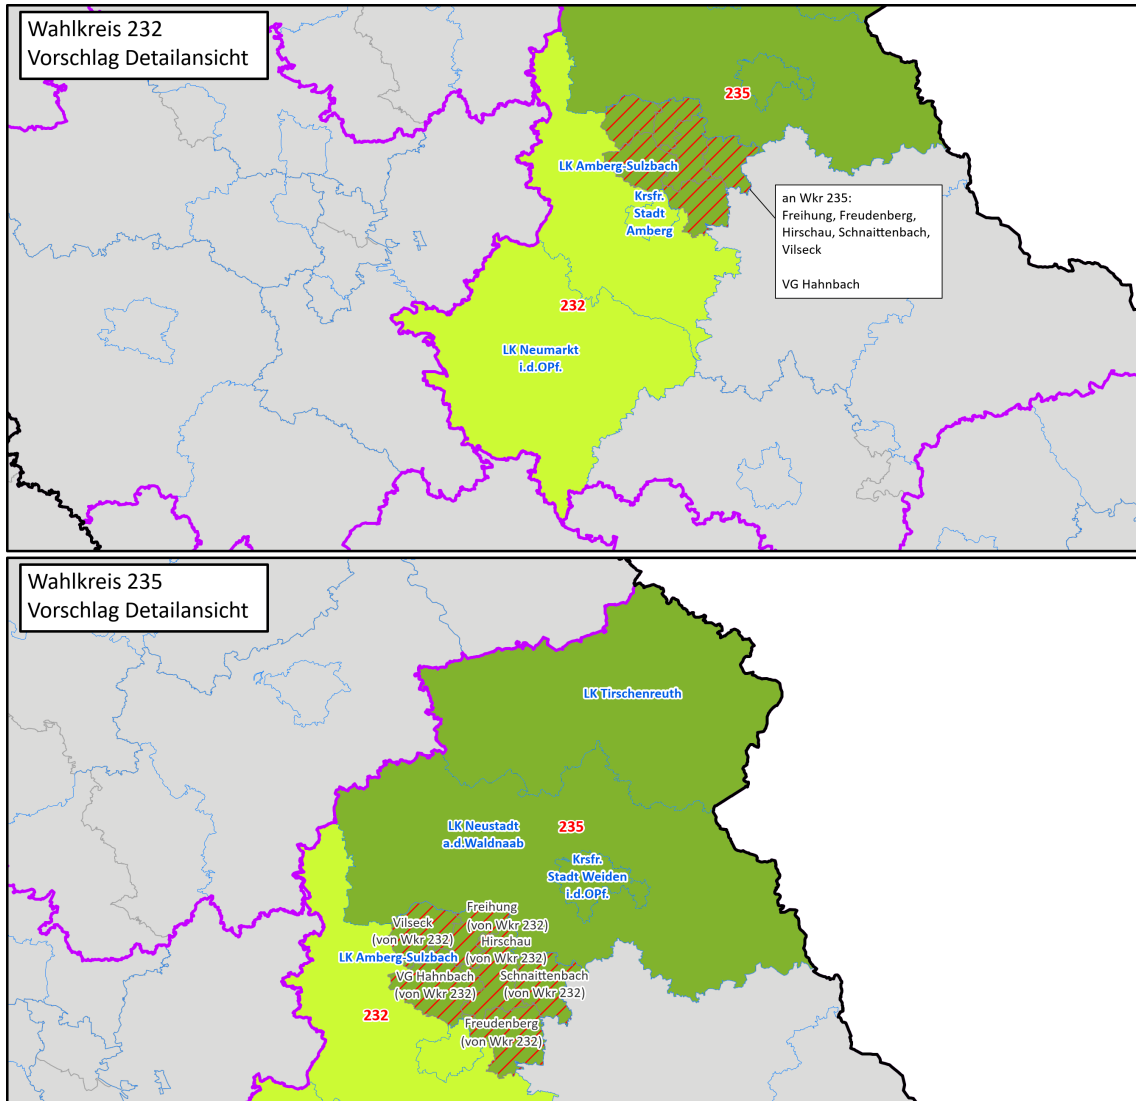 Wahlkreis 232
Vorschlag Detailansicht
235
LK Amberg-Sulzbach
Krsfr.
Stadt
Amberg
an Wkr 235:
Freihung, Freudenberg,
Hirschau, Schnaittenbach,
Vilseck
VG Hahnbach
232
LK Neumarkt
i.d.OPf.
Wahlkreis 235
Vorschlag Detailansicht
LK Tirschenreuth
LK Neustadt
a.d.Waldnaab
235
Krsfr.
Stadt Weiden
i.d.OPf.
Freihung
(von Wkr 232)
Vilseck
(von Wkr 232)
Hirschau
(von Wkr 232)
LK Amberg-Sulzbach
VG Hahnbach
(von Wkr 232)
Schnaittenbach
(von Wkr 232)
232
Freudenberg
(von Wkr 232)